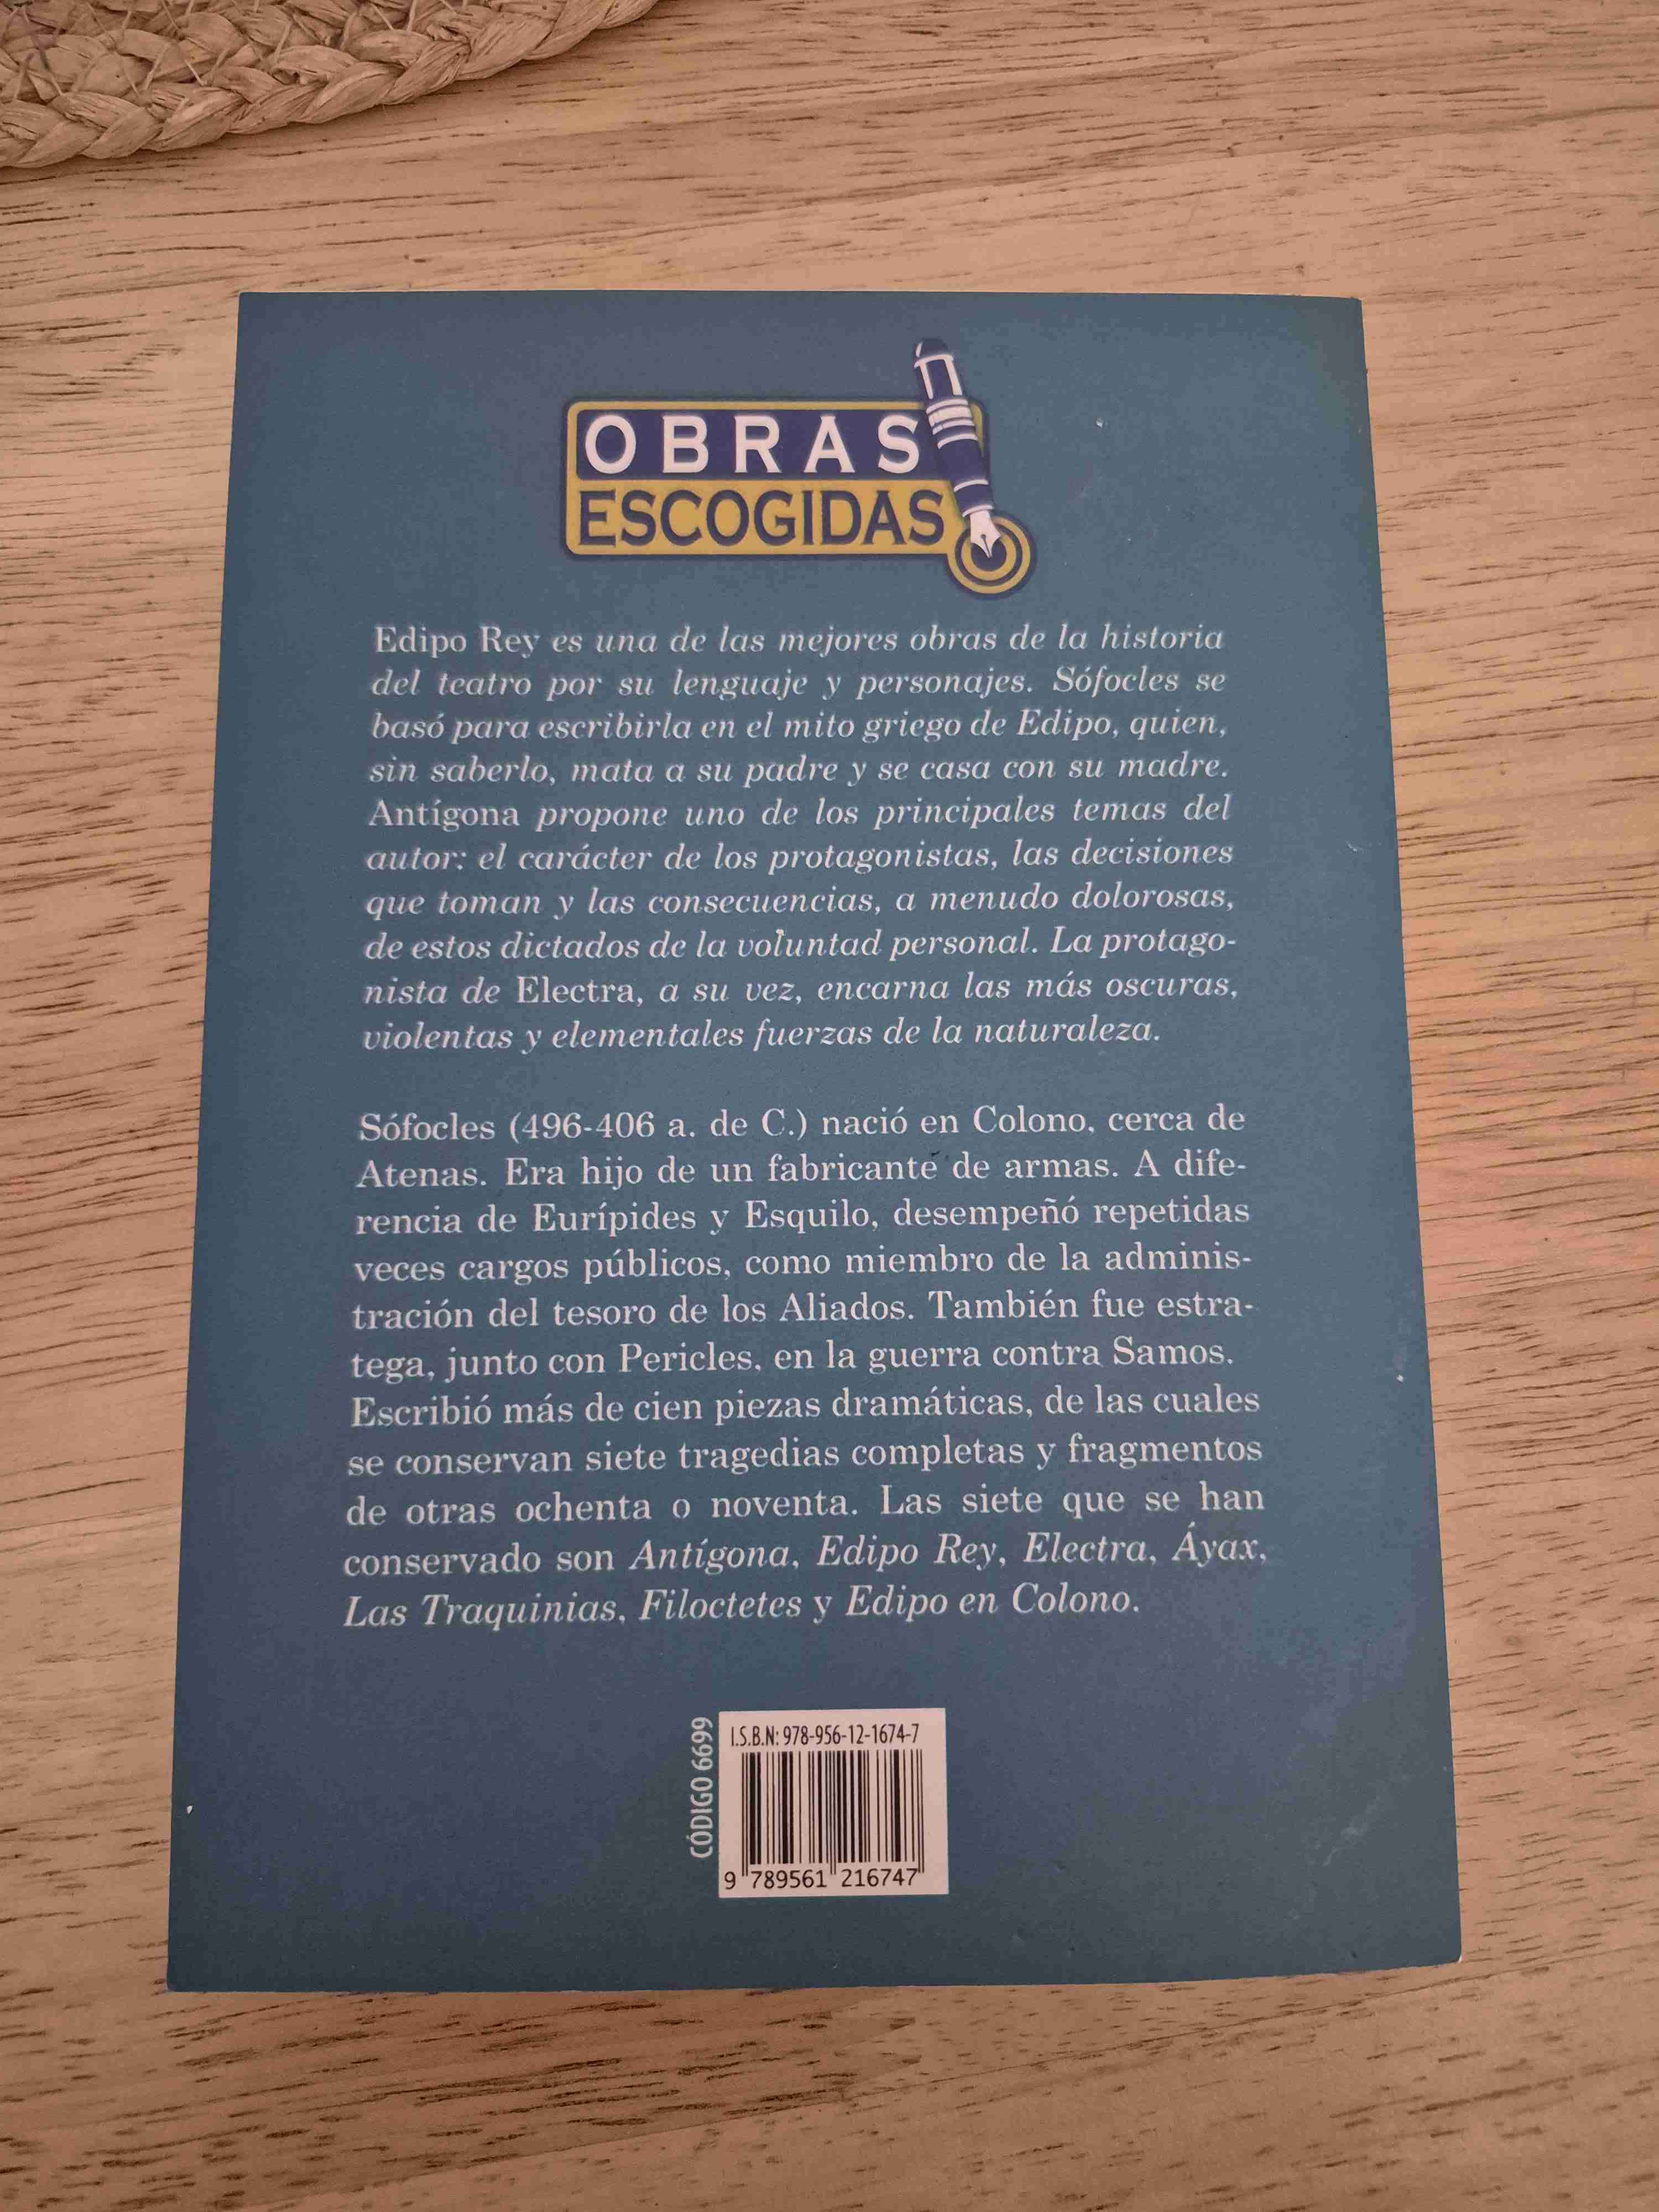 OBRAS
ESCOGIDAS
Edipo Rey es una de las mejores obras de la historia
del teatro por su lenguaje y personajes. Sófocles se
basó para escribirla en el mito griego de Edipo, quien,
sin saberlo, mata a su padre y se casa con su madre.
Antígona propone uno de los principales temas del
autor: el carácter de los protagonistas, las decisiones
que toman y las consecuencias, a menudo dolorosas,
de estos dictados de la voluntad personal. La protago-
nista de Electra, a su vez, encarna las más oscuras,
violentas y elementales fuerzas de la naturaleza.
Sófocles (496-406 a. de C.) nació en Colono, cerca de
Atenas. Era hijo de un fabricante de armas. A dife-
rencia de Eurípides y Esquilo, desempeñó repetidas
veces cargos públicos, como miembro de la adminis-
tración del tesoro de los Aliados. También fue estra-
tega, junto con Pericles, en la guerra contra Samos.
Escribió más de cien piezas dramáticas, de las cuales
se conservan siete tragedias completas y fragmentos
de otras ochenta o noventa. Las siete que se han
conservado son Antígona, Edipo Rey, Electra, Áyax,
Las Traquinias, Filoctetes y Edipo en Colono.
CÓDIGO 6699
I.S.B.N: 978-956-12-1674-7
9 789561 216747